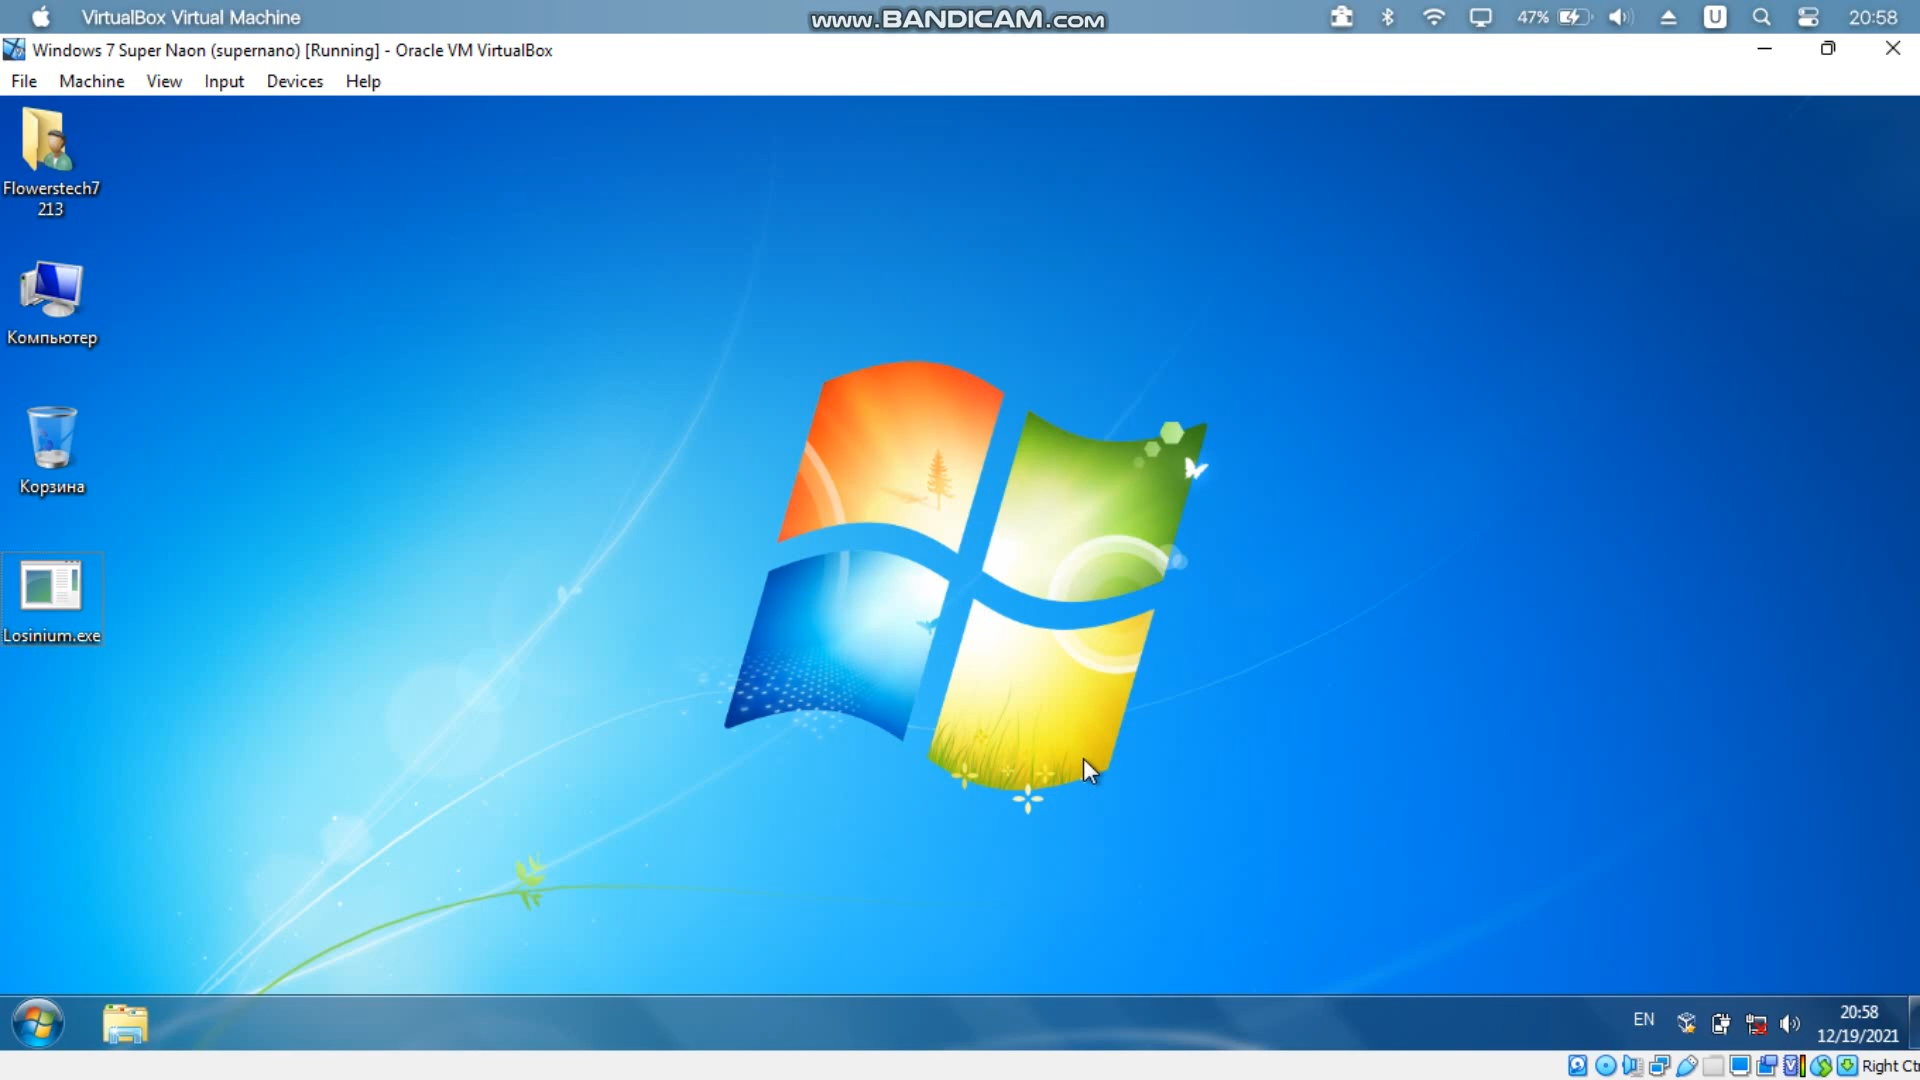 VirtualBox Virtual Machine
www.BANDICAM.com
47%
U
20:58
Windows 7 Super Naon (supernano) [Running] - Oracle VM VirtualBox
File Machine View Input Devices Help
Flowerstech7
213
Компьютер
Корзина
Losinium.exe
EN
20:58
12/19/2021
Right Ct